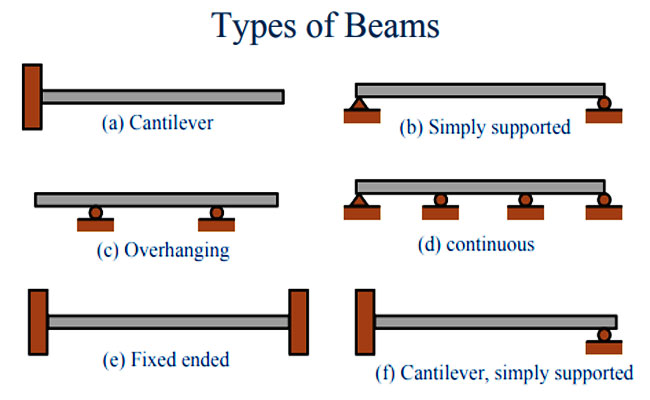 Types of Beams
(a) Cantilever
(b) Simply supported
(c) Overhanging
(d) continuous
(e) Fixed ended
(f) Cantilever, simply supported